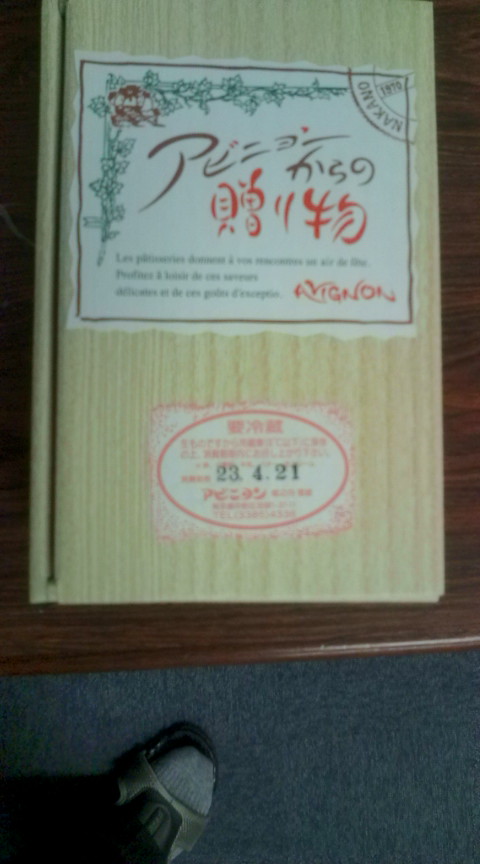 1970
NAKANO
アビニョンからの
贈り物
Les pâtisseries donnent à vos rencontres un air de fête.
Profitez à loisir de ces saveurs
délicates et de ces goûts d'exceptio.
AVIGNON
要冷蔵
23. 4. 21
アビニヨン